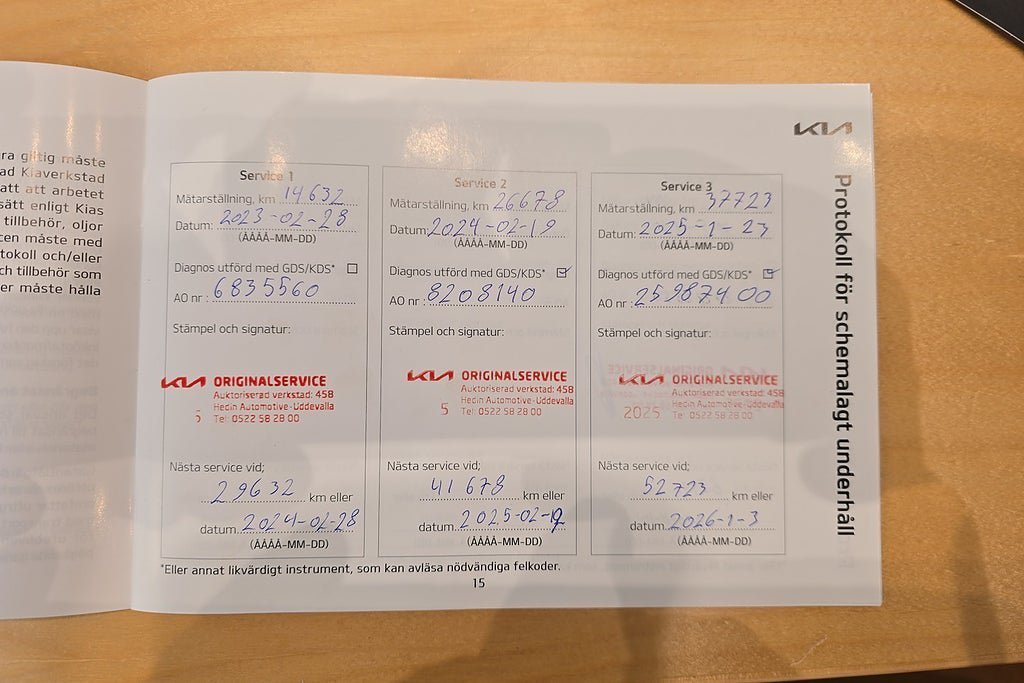 ra giltig måste
ad Kiaverkstad
att att arbetet
sätt enligt Kias
tillbehör, oljor
cen måste med
tokoll och/eller
ch tillbehör som
er måste hålla
KIA
Protokoll för schemalagt underhåll
Service 1
Mätarställning, km 14632
Datum: 2023-02-28
(ÅÅÅÅ-MM-DD)
Diagnos utförd med GDS/KDS*
AO nr : 6835560
Stämpel och signatur:
KIA ORIGINALSERVICE
Auktoriserad verkstad: 458
Hedin Automotive-Uddevalla
5 Tel: 0522 58 28 00
Nästa service vid;
29632 km eller
datum 2024-02-28
(ÅÅÅÅ-MM-DD)
Service 2
Mätarställning, km 26678
Datum: 2024-02-19
(ÅÅÅÅ-MM-DD)
Diagnos utförd med GDS/KDS*
AO nr : 8208140
Stämpel och signatur:
KIA ORIGINALSERVICE
Auktoriserad verkstad: 458
Hedin Automotive-Uddevalla
5 Tel: 0522 58 28 00
Nästa service vid;
41 678 km eller
datum 2025-02-19
(ÅÅÅÅ-MM-DD)
Service 3
Mätarställning, km 37723
Datum: 2025-1-23
(ÅÅÅÅ-MM-DD)
Diagnos utförd med GDS/KDS*
AO nr : 25987400
Stämpel och signatur:
KIA ORIGINALSERVICE
Auktoriserad verkstad: 458
Hedin Automotive-Uddevalla
2025 Tel: 0522 58 28 00
Nästa service vid;
52723 km eller
datum 2026-1-3
(ÅÅÅÅ-MM-DD)
*Eller annat likvärdigt instrument, som kan avläsa nödvändiga felkoder.
15